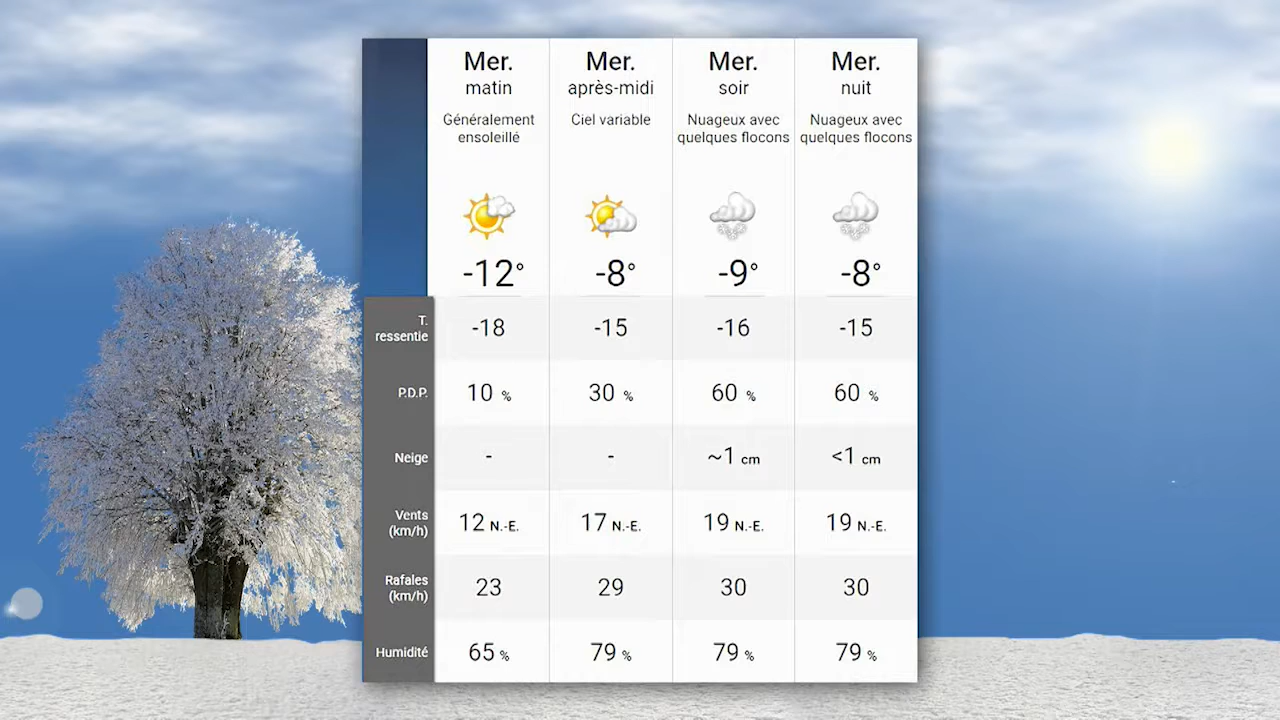 Mer. Mer. Mer. Mer.
matin après-midi soir nuit
Généralement Ciel variable Nuageux avec Nuageux avec
ensoleillé quelques flocons quelques flocons
-12° -8° -9° -8°
T.
ressentie -18 -15 -16 -15
P.D.P. 10 % 30 % 60 % 60 %
Neige - - ~1 cm <1 cm
Vents
(km/h) 12 N.-E. 17 N.-E. 19 N.-E. 19 N.-E.
Rafales
(km/h) 23 29 30 30
Humidité 65 % 79 % 79 % 79 %